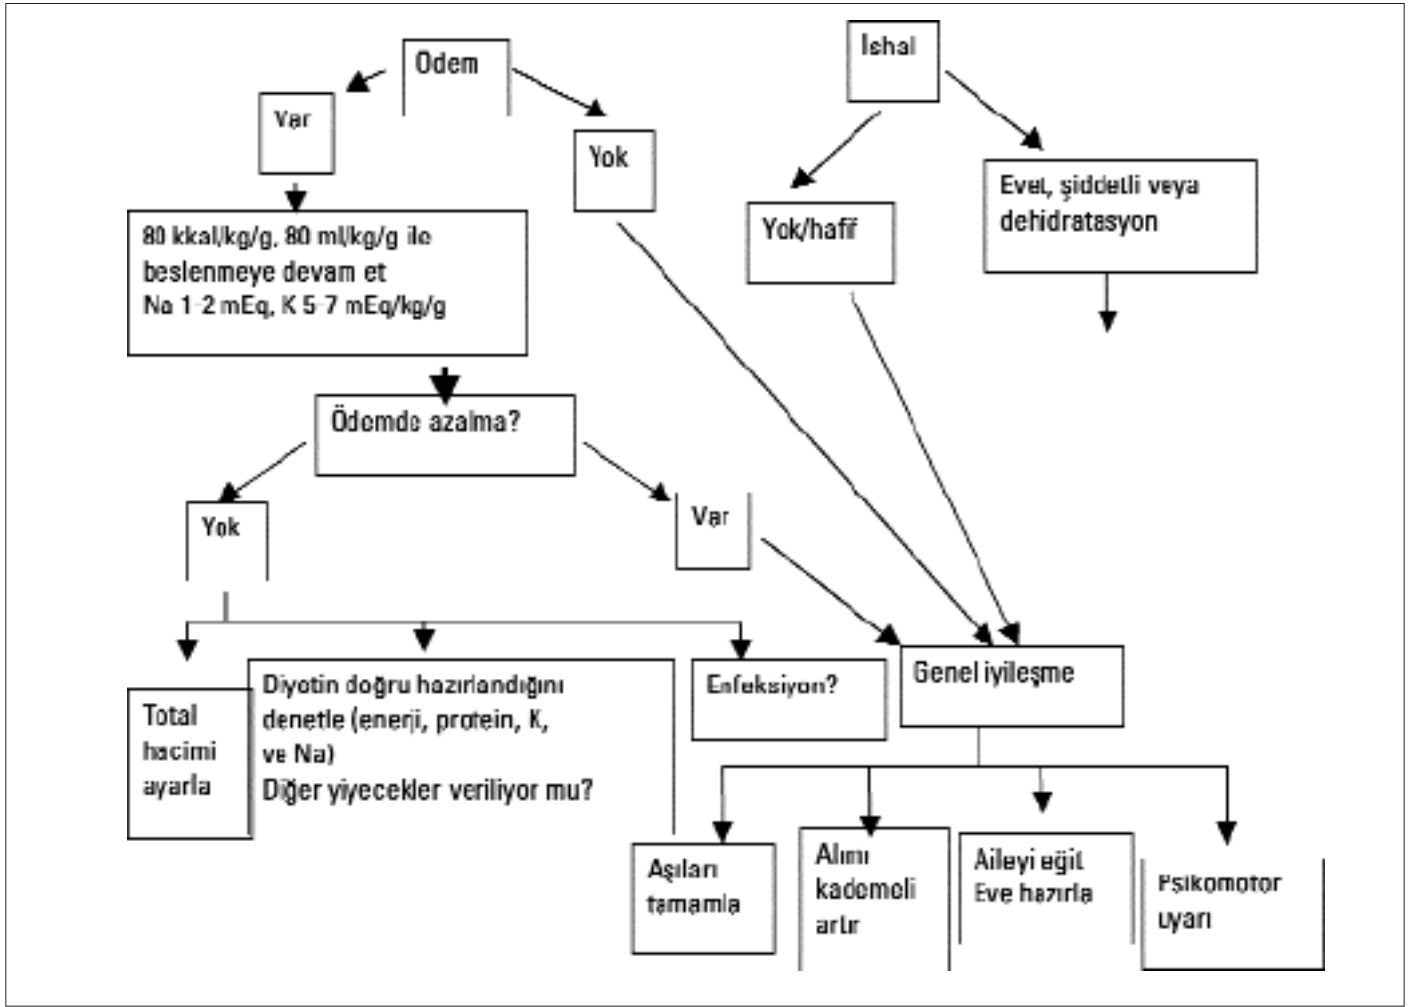 Ödem
İshal
Var
Yok
Yok/hafif
Evet, şiddetli veya
dehidratasyon
80 kkal/kg/g, 80 ml/kg/g ile
beslenmeye devam et
Na 1-2 mEq, K 5-7 mEq/kg/g
Ödemde azalma?
Yok
Var
Total
hacimi
ayarla
Diyetin doğru hazırlandığını
denetle (enerji, protein, K,
ve Na)
Diğer yiyecekler veriliyor mu?
Enfeksiyon?
Genel iyileşme
Aşıları
tamamla
Alımı
kademeli
artır
Aileyi eğit.
Eve hazırla
Psikomotor
uyarı